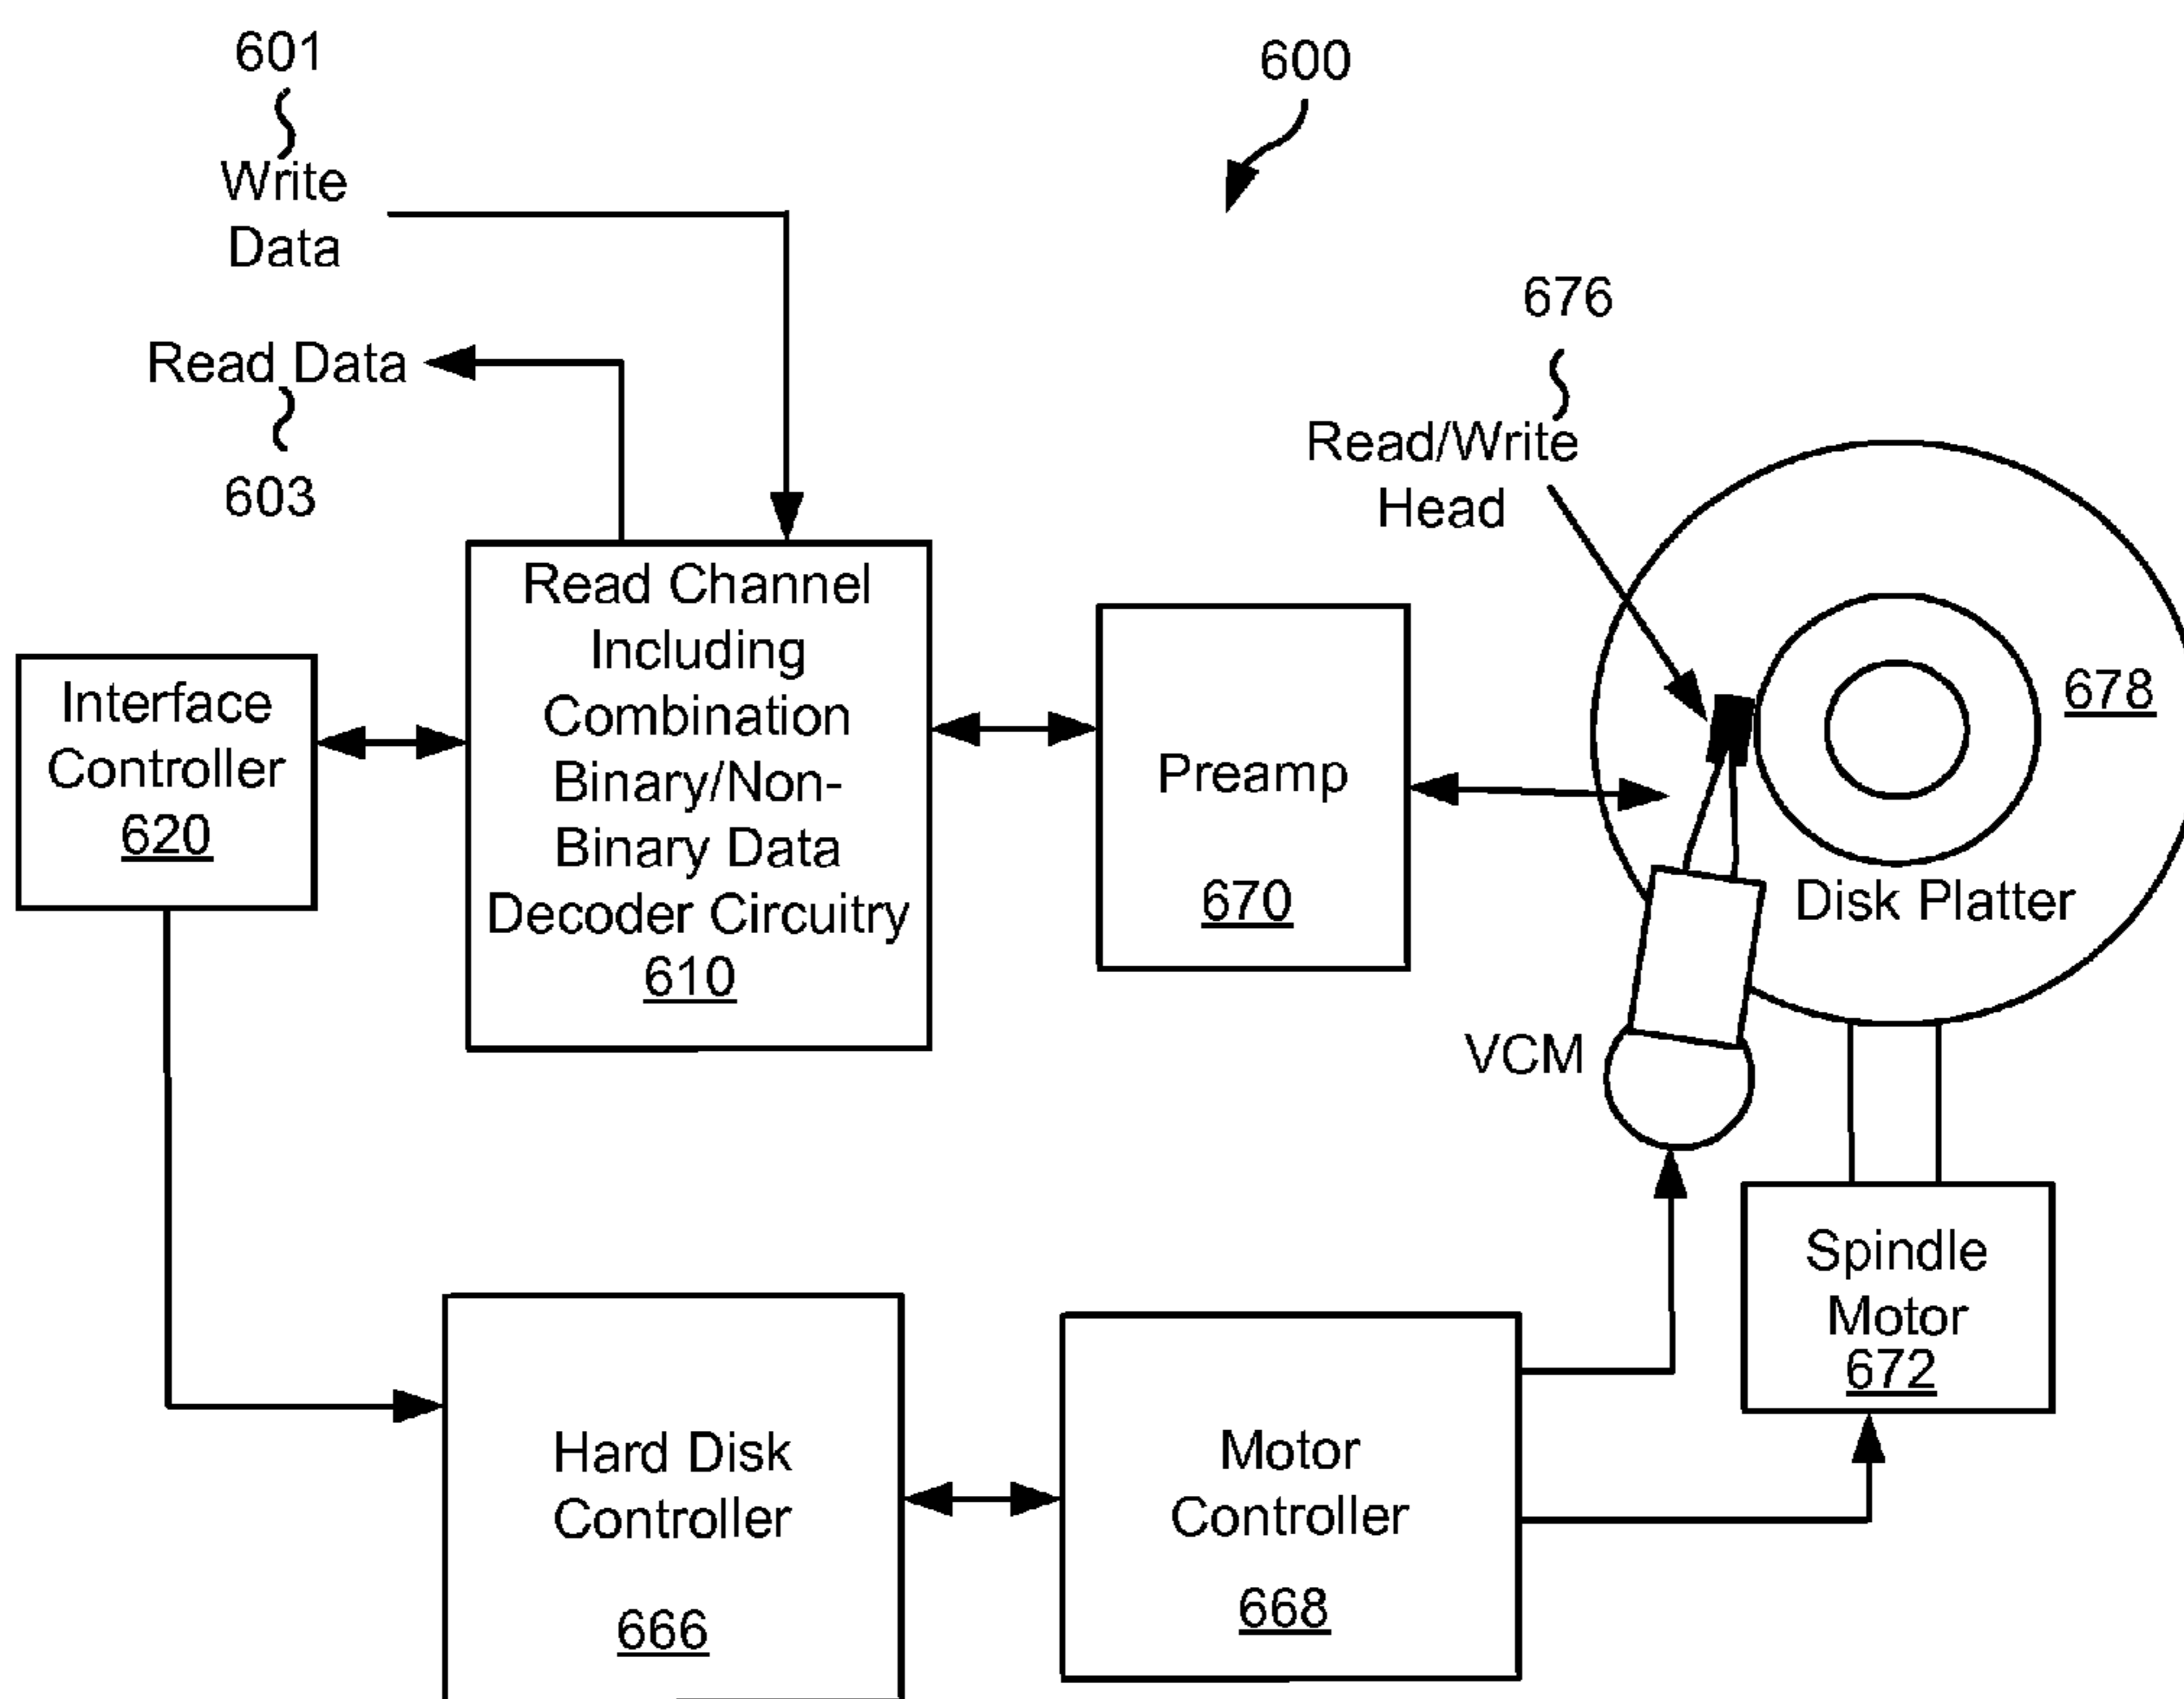 601
Write
Data
600
Read Data
603
676
Read/Write
Head
Read Channel
Including
Combination
Binary/Non-
Binary Data
Decoder Circuitry
610
Interface
Controller
620
Preamp
670
678
Disk Platter
VCM
Spindle
Motor
672
Hard Disk
Controller
666
Motor
Controller
668